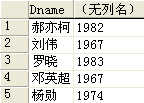 Dname （无列名）
1 郝亦柯 1982
2 刘伟 1967
3 罗晓 1983
4 邓英超 1967
5 杨勋 1974